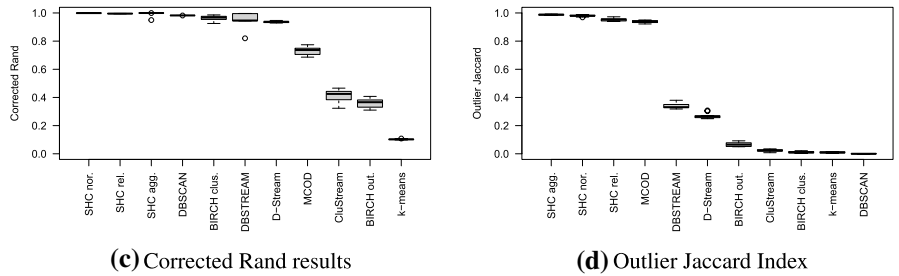 Corrected Rand
1.0
0.8
0.6
0.4
0.2
0.0
SHC nor.
SHC rel.
SHC agg.
DBSCAN
BIRCH clus.
DBSTREAM
D−Stream
MCOD
CluStream
BIRCH out.
k−means
(c) Corrected Rand results
Outlier Jaccard
1.0
0.8
0.6
0.4
0.2
0.0
SHC agg.
SHC nor.
SHC rel.
MCOD
DBSTREAM
D−Stream
BIRCH out.
CluStream
BIRCH clus.
k−means
DBSCAN
(d) Outlier Jaccard Index